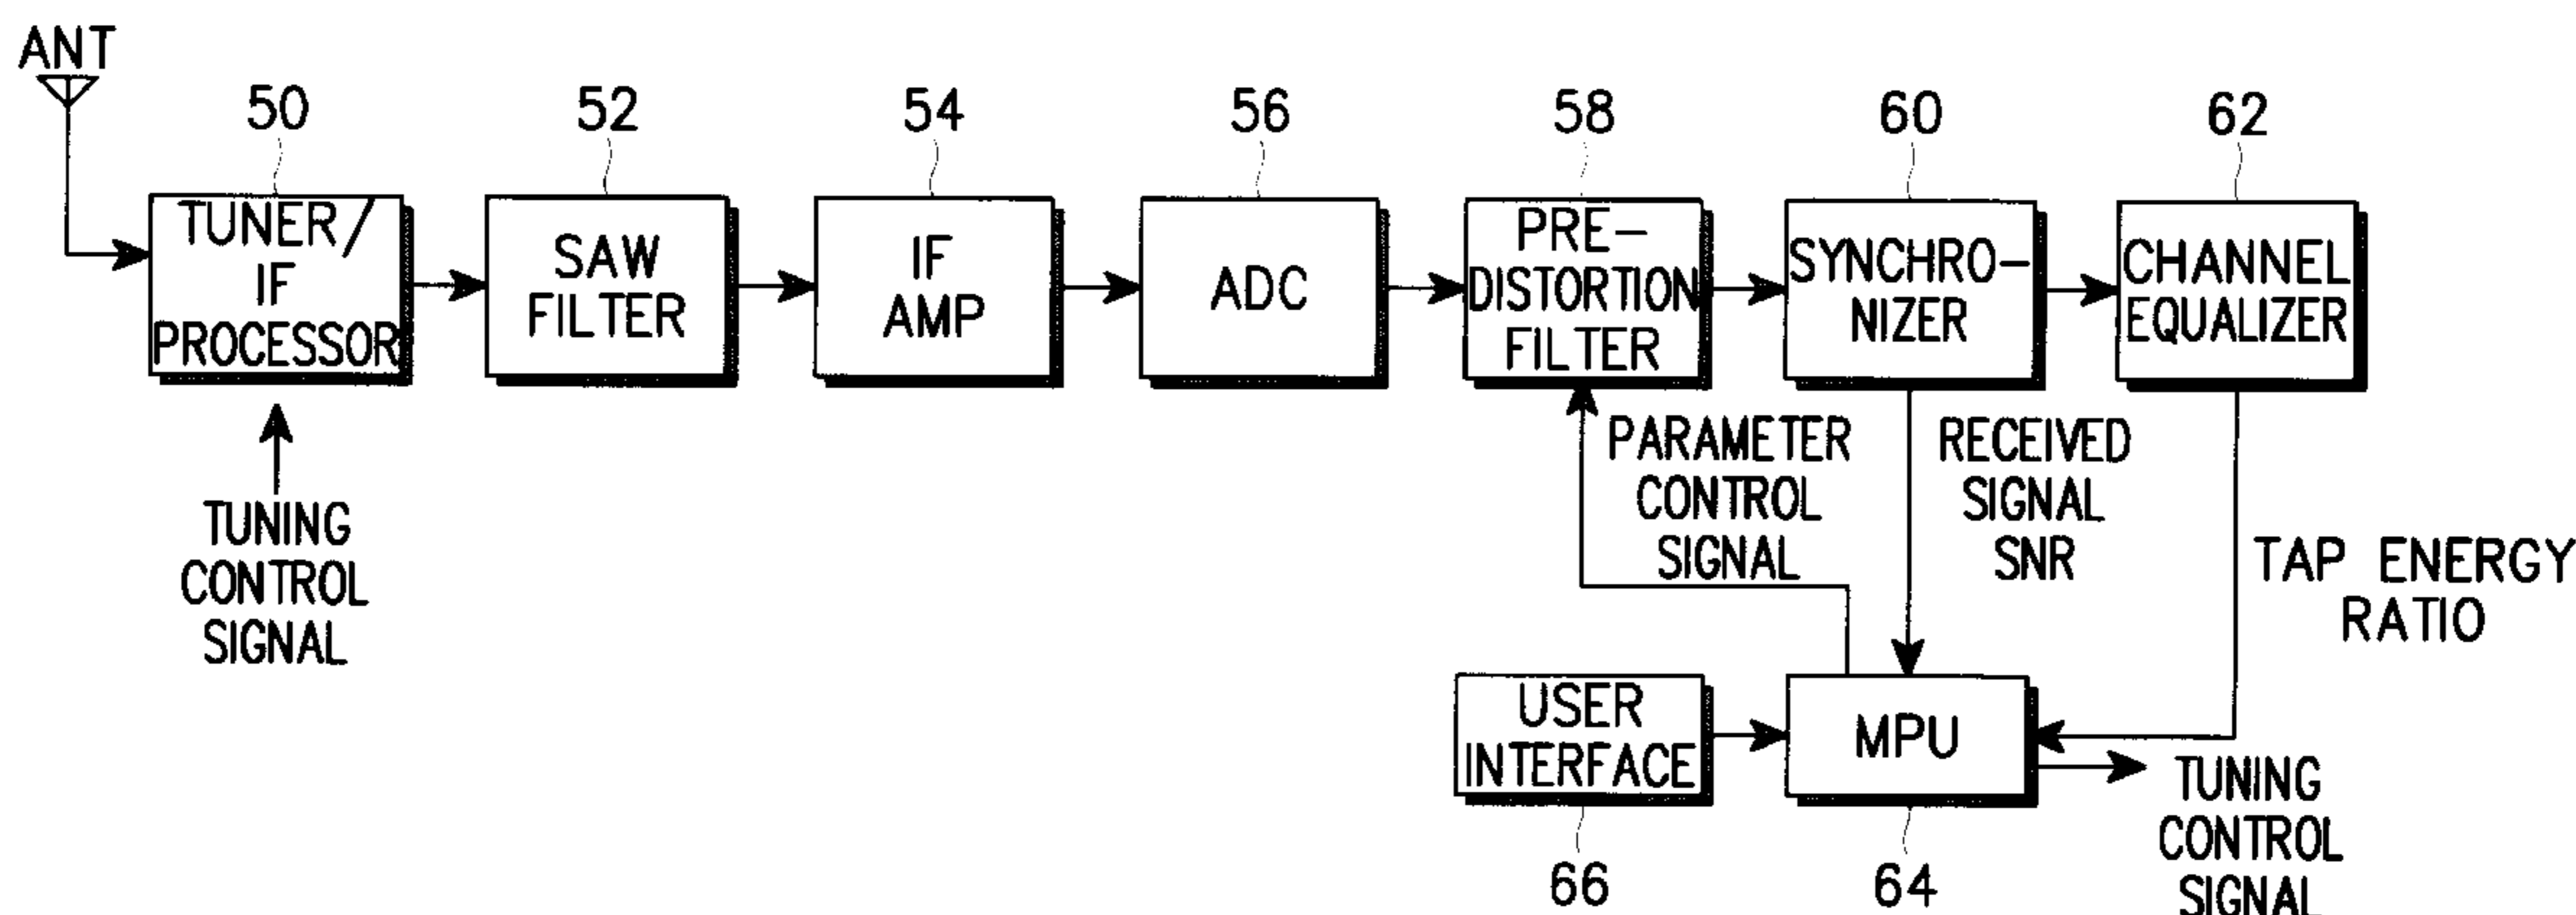 ANT
50
52
54
56
58
60
62
TUNER/
IF
PROCESSOR
SAW
FILTER
IF
AMP
ADC
PRE-
DISTORTION
FILTER
SYNCHRO-
NIZER
CHANNEL
EQUALIZER
TUNING
CONTROL
SIGNAL
PARAMETER
CONTROL
SIGNAL
RECEIVED
SIGNAL
SNR
TAP ENERGY
RATIO
USER
INTERFACE
MPU
TUNING
CONTROL
SIGNAL
66
64